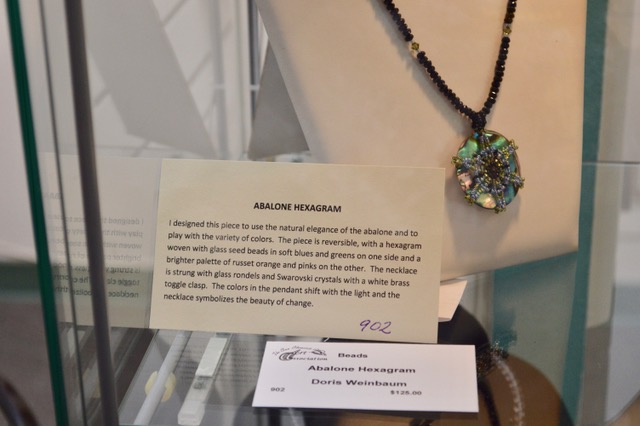 ABALONE HEXAGRAM
I designed this piece to use the natural elegance of the abalone and to
play with the variety of colors. The piece is reversible, with a hexagram
woven with glass seed beads in soft blues and greens on one side and a
brighter palette of russet orange and pinks on the other. The necklace
is strung with glass rondels and Swarovski crystals with a white brass
toggle clasp. The colors in the pendant shift with the light and the
necklace symbolizes the beauty of change.
902
Beads
Abalone Hexagram
Doris Weinbaum
902
$125.00